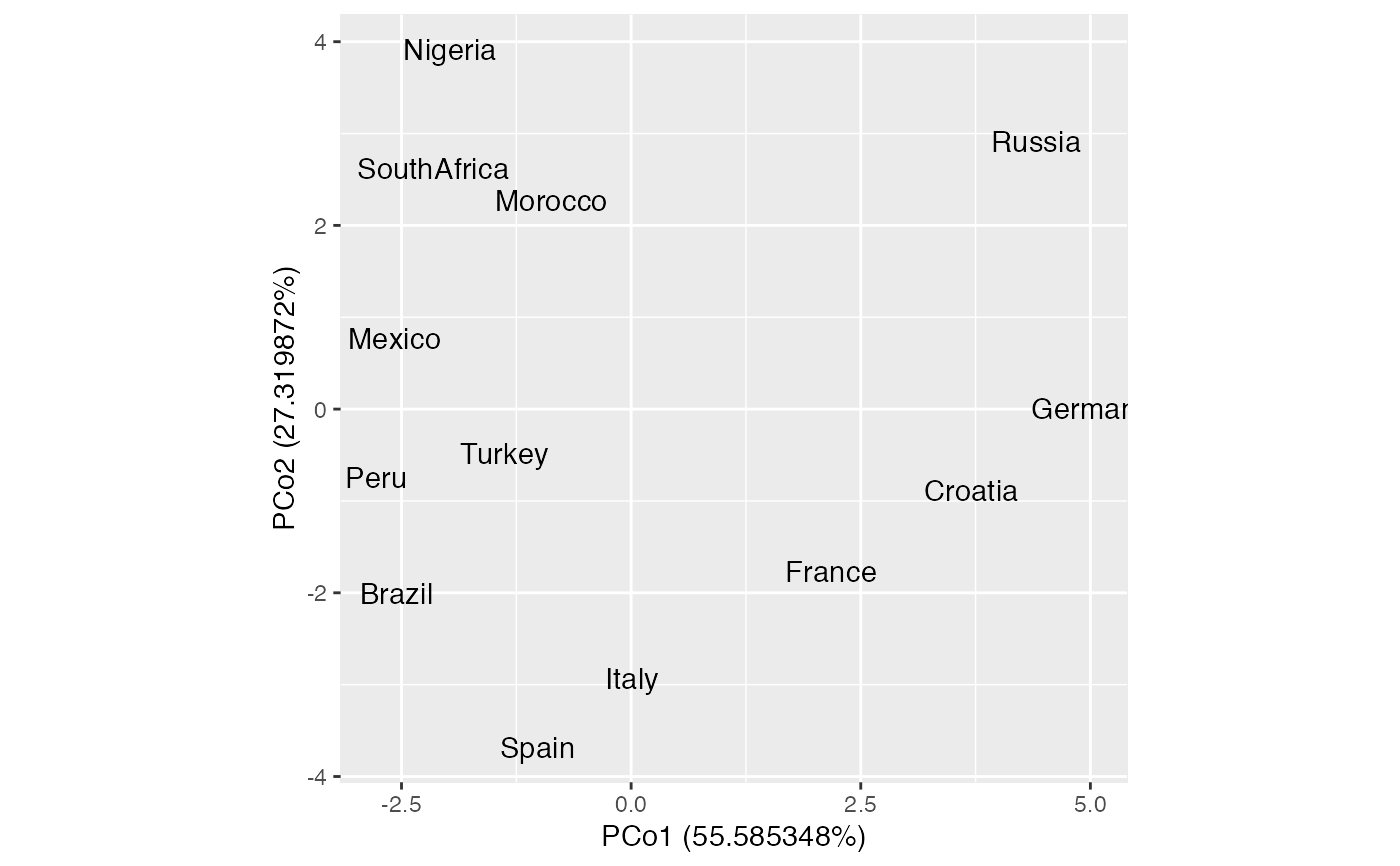 4
Nigeria
Russia
SouthAfrica
Morocco
2
Mexico
PCo2 (27.319872%)
0
German
Turkey
Peru
Croatia
France
-2
Brazil
Italy
Spain
-4
-2.5
0.0
2.5
5.0
PCo1 (55.585348%)